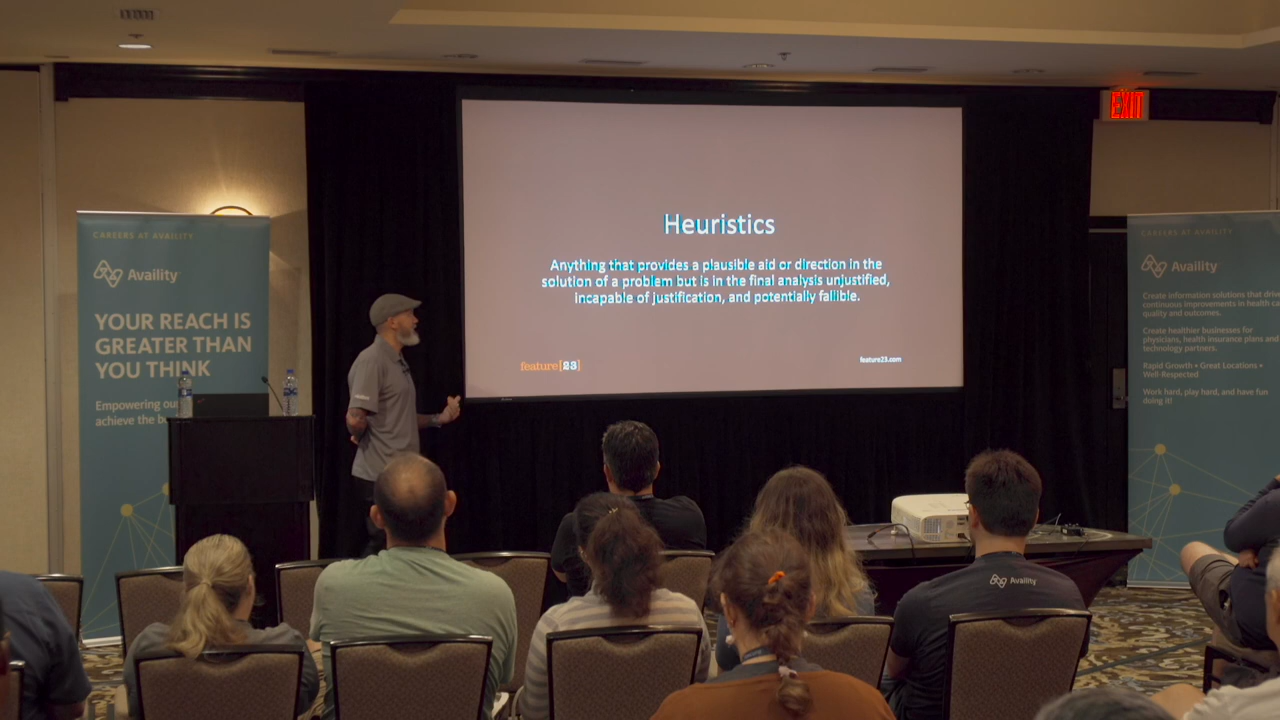 EXIT
Heuristics
Anything that provides a plausible aid or direction in the
solution of a problem but is in the final analysis unjustified,
incapable of justification, and potentially fallible.
feature[23]
feature23.com
CAREERS AT AVAILITY
Availity
YOUR REACH IS
GREATER THAN
YOU THINK
Empowering
achieve the
CAREERS AT AVAILITY
Availity
Create information solutions that
continuous improvements in health
quality and outcomes.
Create healthier businesses for
physicians, health insurance plans and
technology partners.
Rapid Growth • Great Locations •
Well-Respected
Work hard, play hard, and have fun
doing it!
Availity